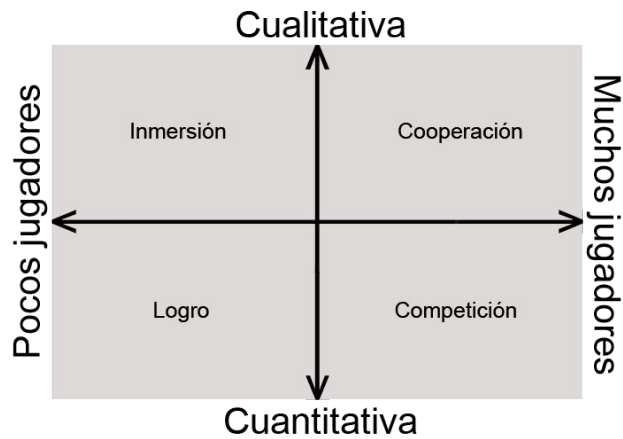 Cualitativa
Pocos jugadores
Inmersión
Cooperación
Muchos jugadores
Logro
Competición
Cuantitativa